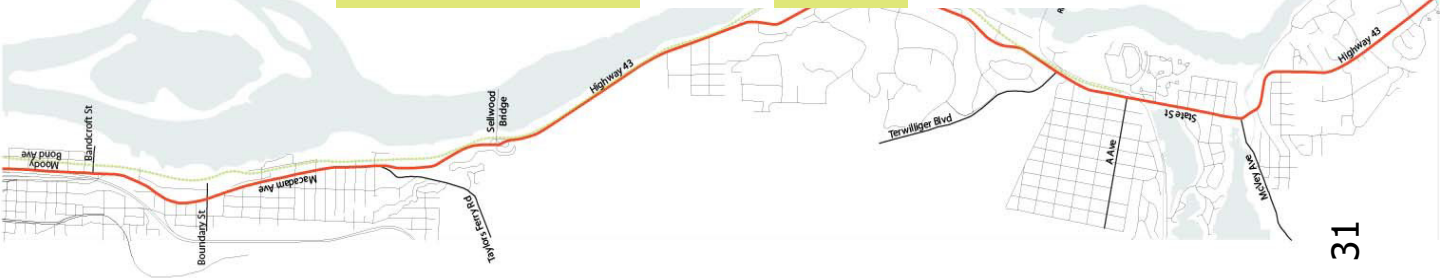 Moody
Bond Ave
Bandcroft St
Boundary St
Macadam Ave
Taylors Ferry Rd
Sellwood
Bridge
Highway 43
Terwilliger Blvd
A Ave
State St
McVey Ave
Highway 43
31